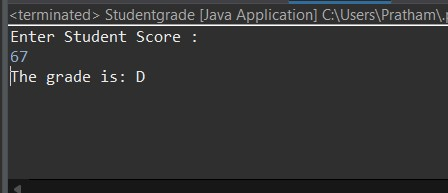 <terminated> Studentgrade [Java Application] C:\Users\Pratham\.p
Enter Student Score :
67
The grade is: D